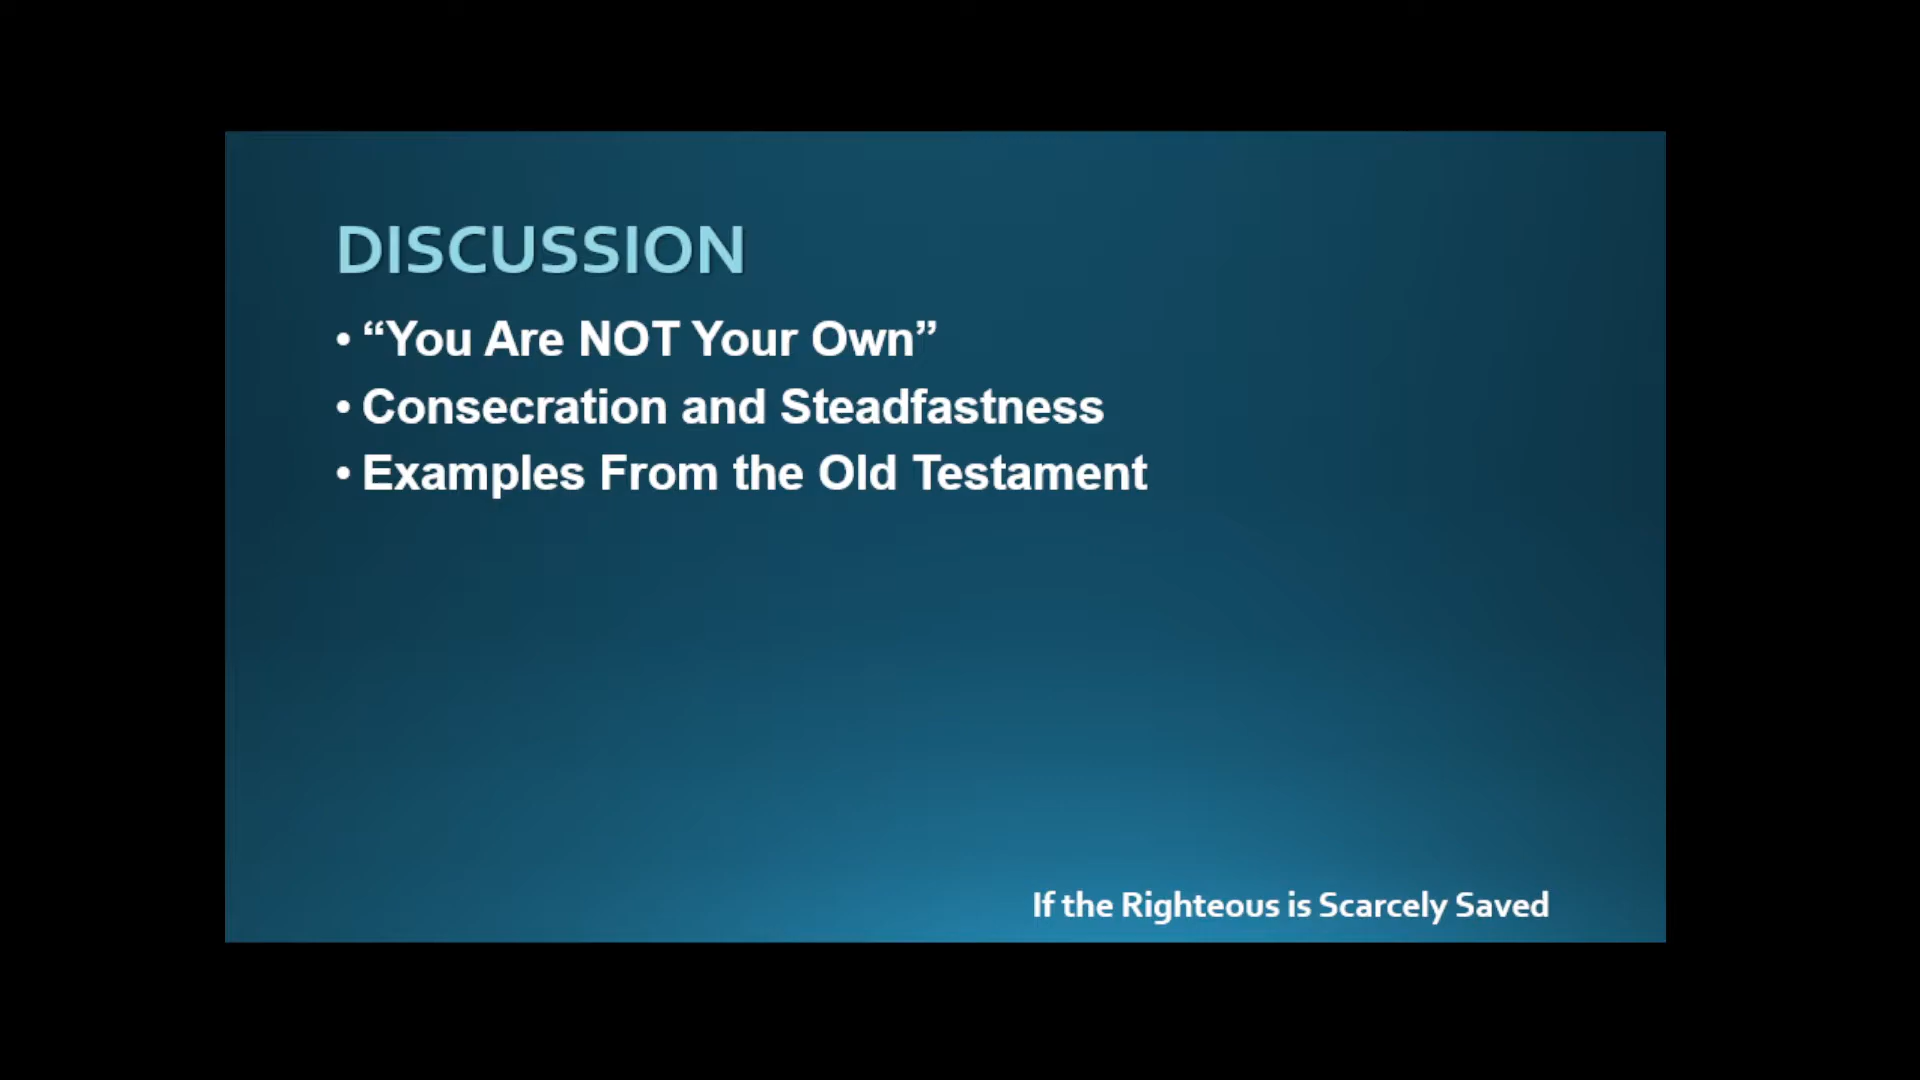 DISCUSSION
• “You Are NOT Your Own”
• Consecration and Steadfastness
• Examples From the Old Testament
If the Righteous is Scarcely Saved